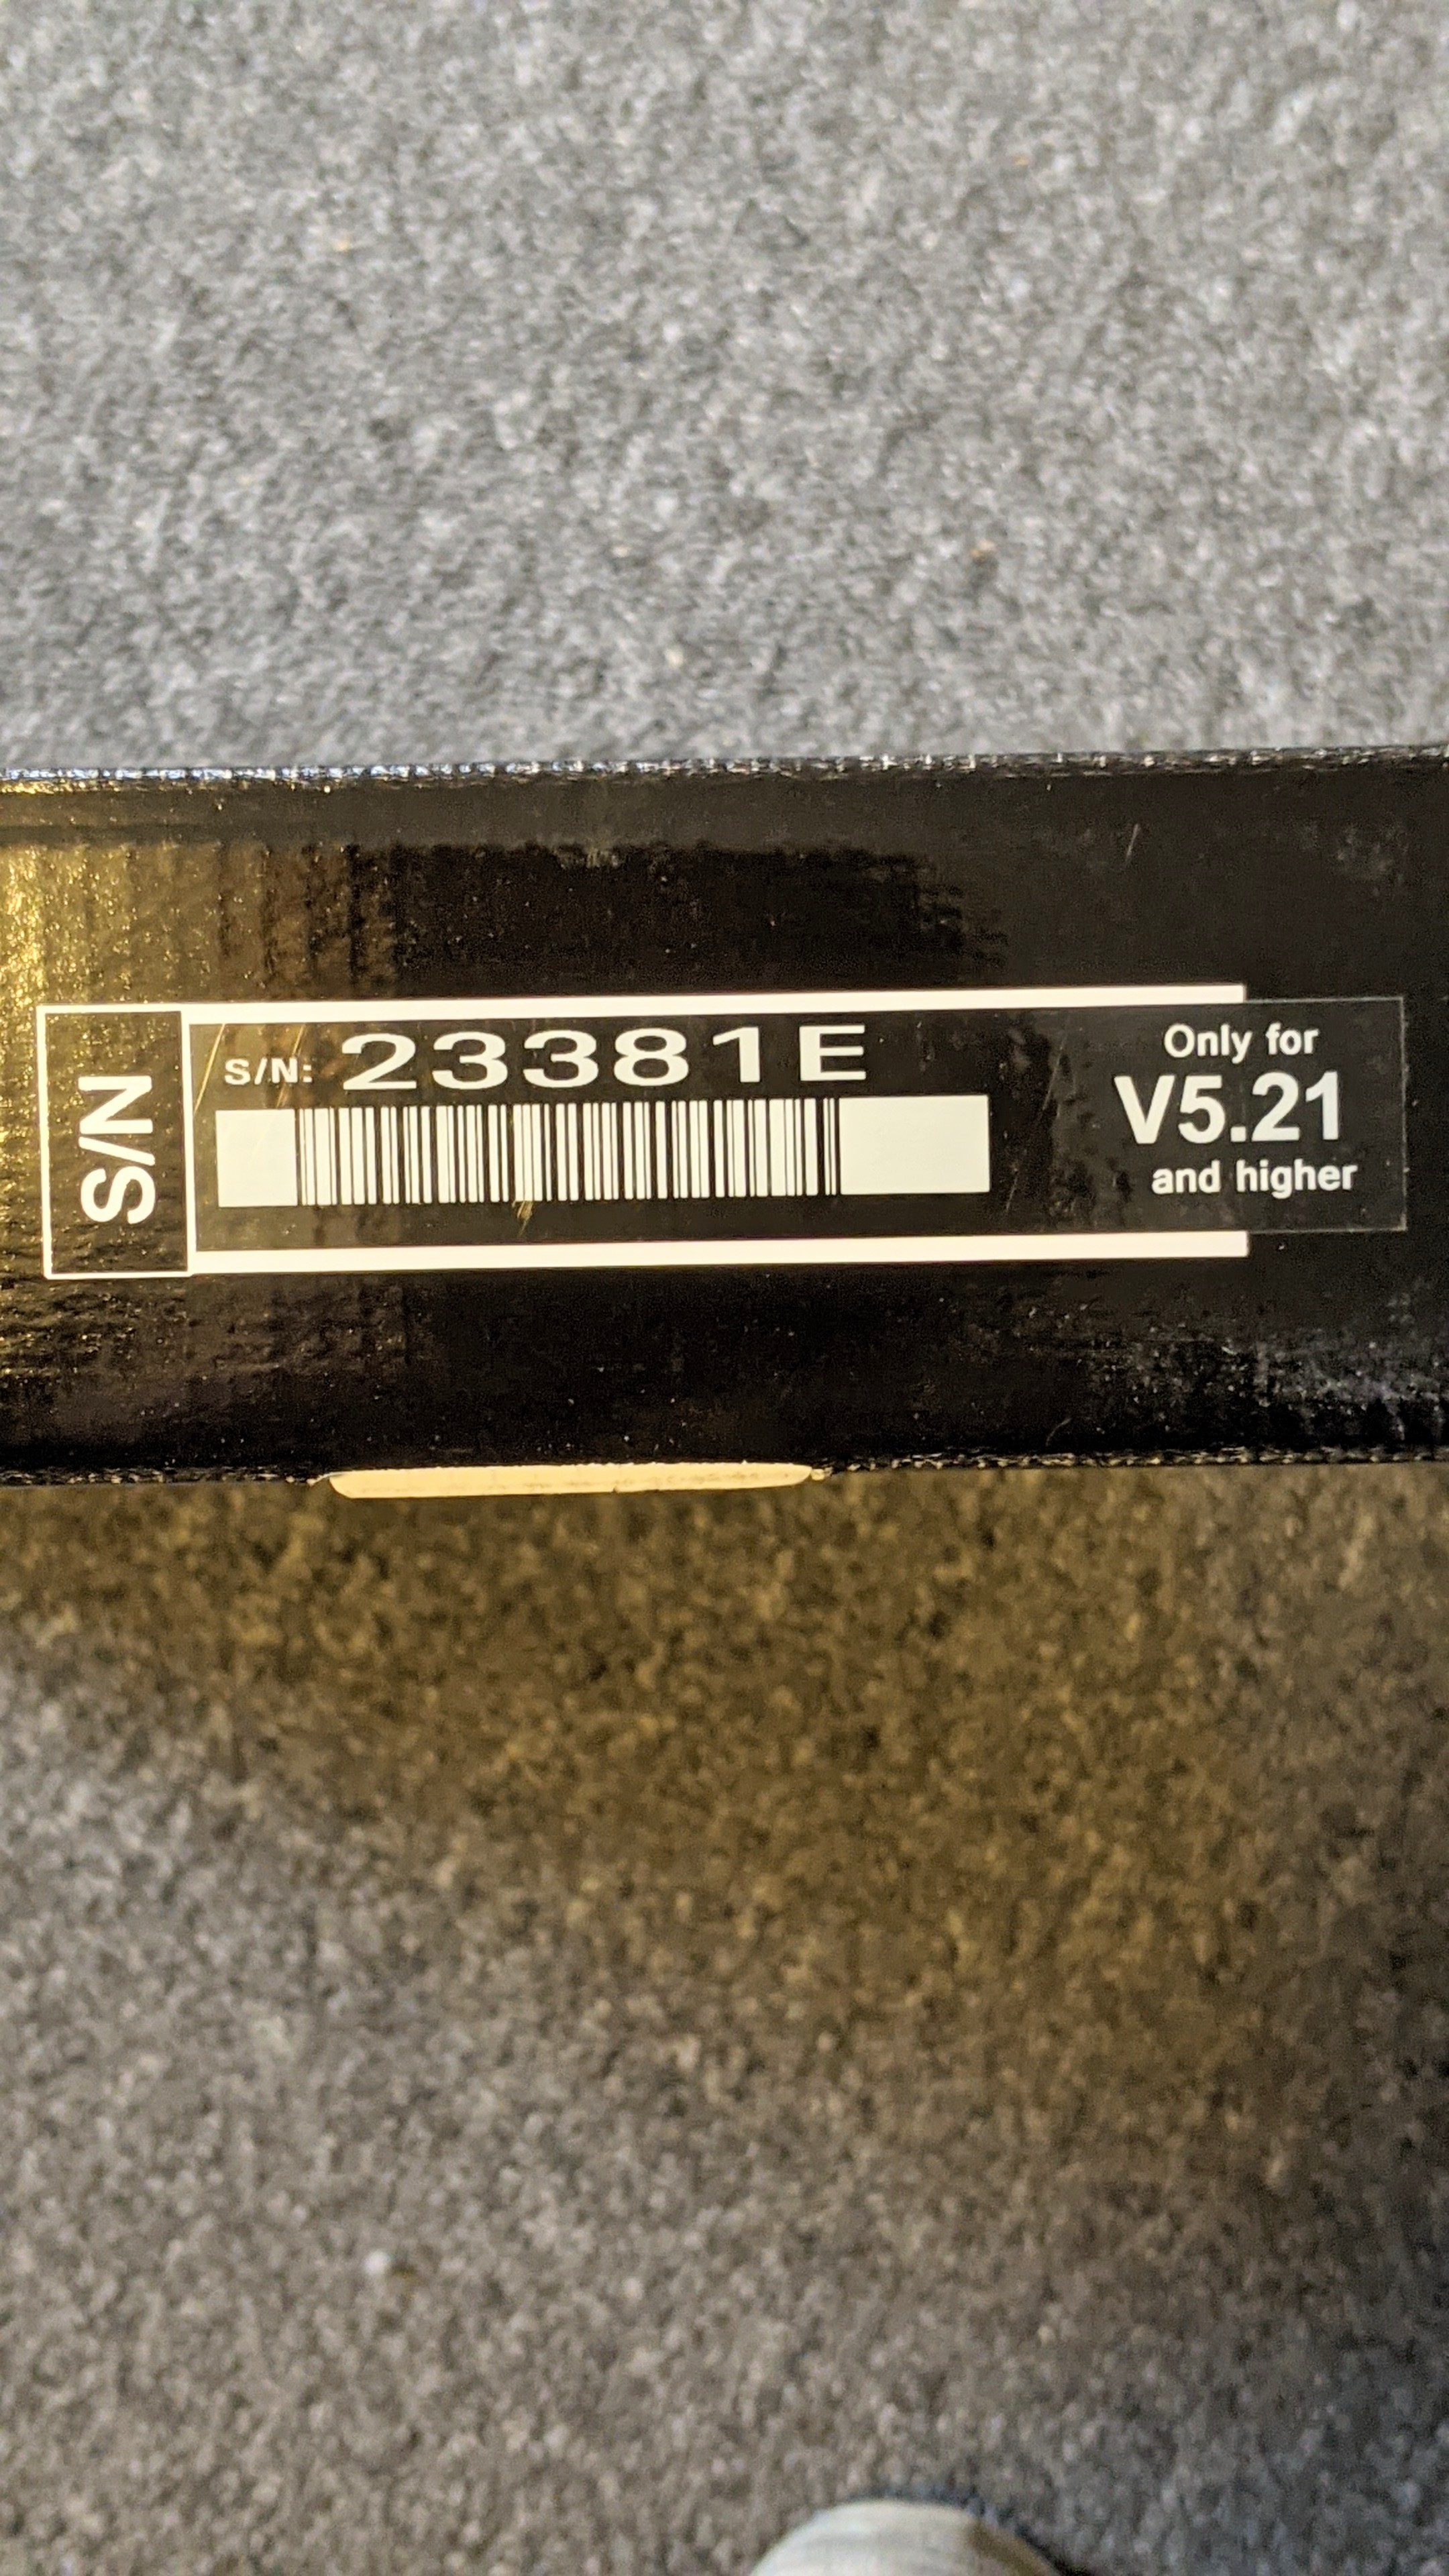 S/N
S/N: 23381E
Only for
V5.21
and higher